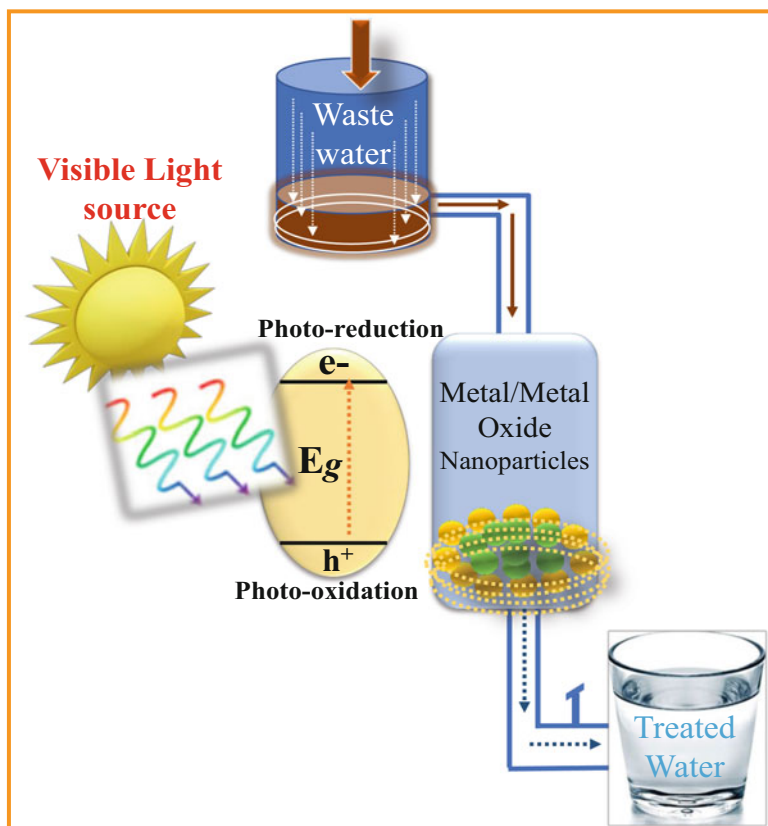 Waste
water
Visible Light
source
Photo-reduction
e-
Eg
h⁺
Photo-oxidation
Metal/Metal
Oxide
Nanoparticles
Treated
Water